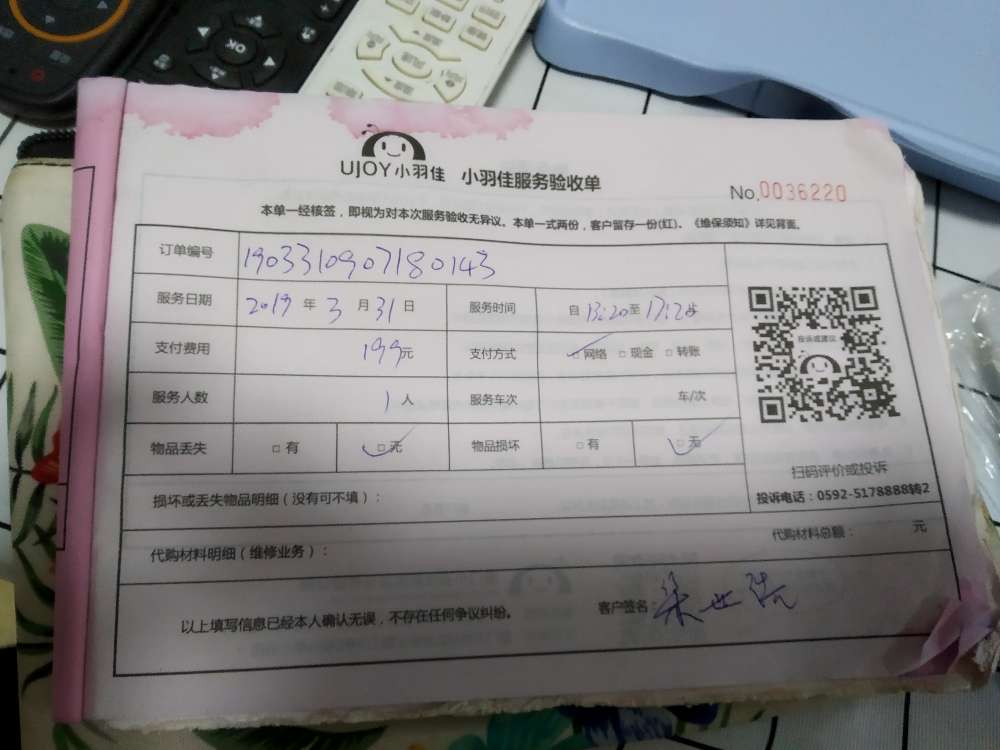 UJOY小羽佳 小羽佳服务验收单
No.0036220
本单一经核签，即视为对本次服务验收无异议。本单一式两份，客户留存一份(红)。《维保须知》详见背面。
订单编号 190331090718014３
服务日期 2019 年 3 月 31 日 服务时间 自 13:20 至 17:20
支付费用 199元 支付方式 ☑网络 □ 现金 □ 转账
服务人数 1 人 服务车次 车/次
物品丢失 □ 有 ☑无 物品损坏 □ 有 ☑无
投诉或建议
扫码评价或投诉
投诉电话：0592-5178888转2
损坏或丢失物品明细（没有可不填）：
代购材料明细（维修业务）： 代购材料总额： 元
以上填写信息已经本人确认无误，不存在任何争议纠纷。 客户签名：
OK